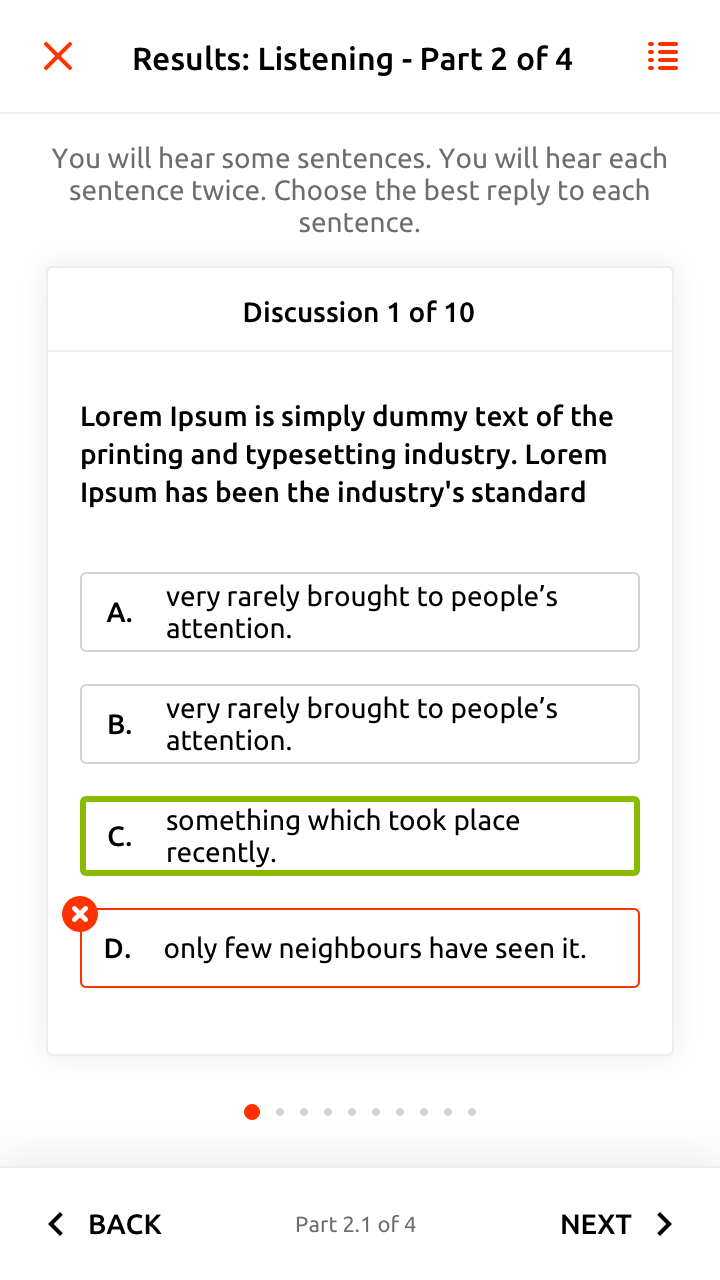 Results: Listening - Part 2 of 4
You will hear some sentences. You will hear each
sentence twice. Choose the best reply to each
sentence.
Discussion 1 of 10
Lorem Ipsum is simply dummy text of the
printing and typesetting industry. Lorem
Ipsum has been the industry's standard
A. very rarely brought to people’s
attention.
B. very rarely brought to people’s
attention.
C. something which took place
recently.
D. only few neighbours have seen it.
BACK Part 2.1 of 4 NEXT